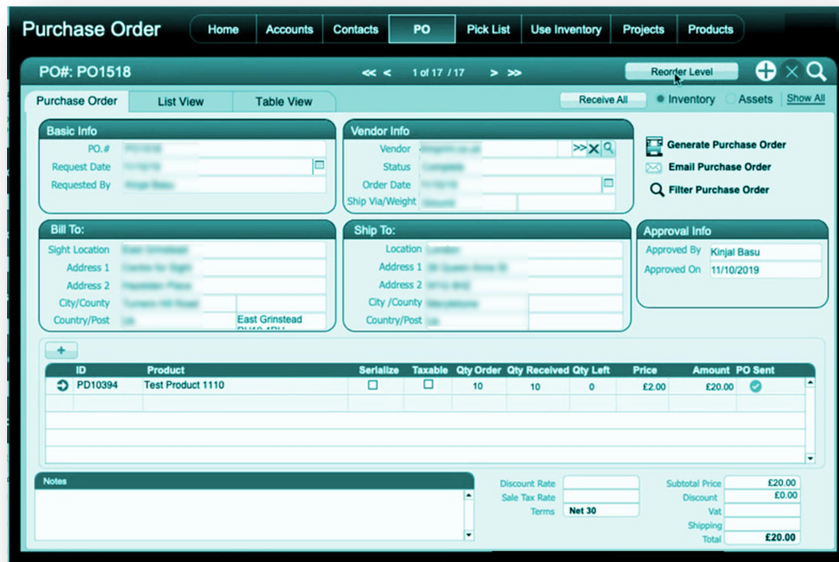 Purchase Order Home Accounts Contacts PO Pick List Use Inventory Projects Products
PO#: PO1518 << < 1 of 17 / 17 > >> Reorder Level
Purchase Order List View Table View Receive All Inventory Assets Show All
Basic Info
PO.#
Request Date
Requested By
Vendor Info
Vendor >>
Status
Order Date
Ship Via/Weight
Generate Purchase Order
Email Purchase Order
Filter Purchase Order
Bill To:
Sight Location
Address 1
Address 2
City/County
Country/Post East Grinstead
Ship To:
Location
Address 1
Address 2
City /County
Country/Post
Approval Info
Approved By Kinjal Basu
Approved On 11/10/2019
+
ID Product Serialize Taxable Qty Order Qty Received Qty Left Price Amount PO Sent
PD10394 Test Product 1110 10 10 0 £2.00 £20.00
Notes
Discount Rate
Sale Tax Rate
Terms Net 30
Subtotal Price £20.00
Discount £0.00
Vat
Shipping
Total £20.00